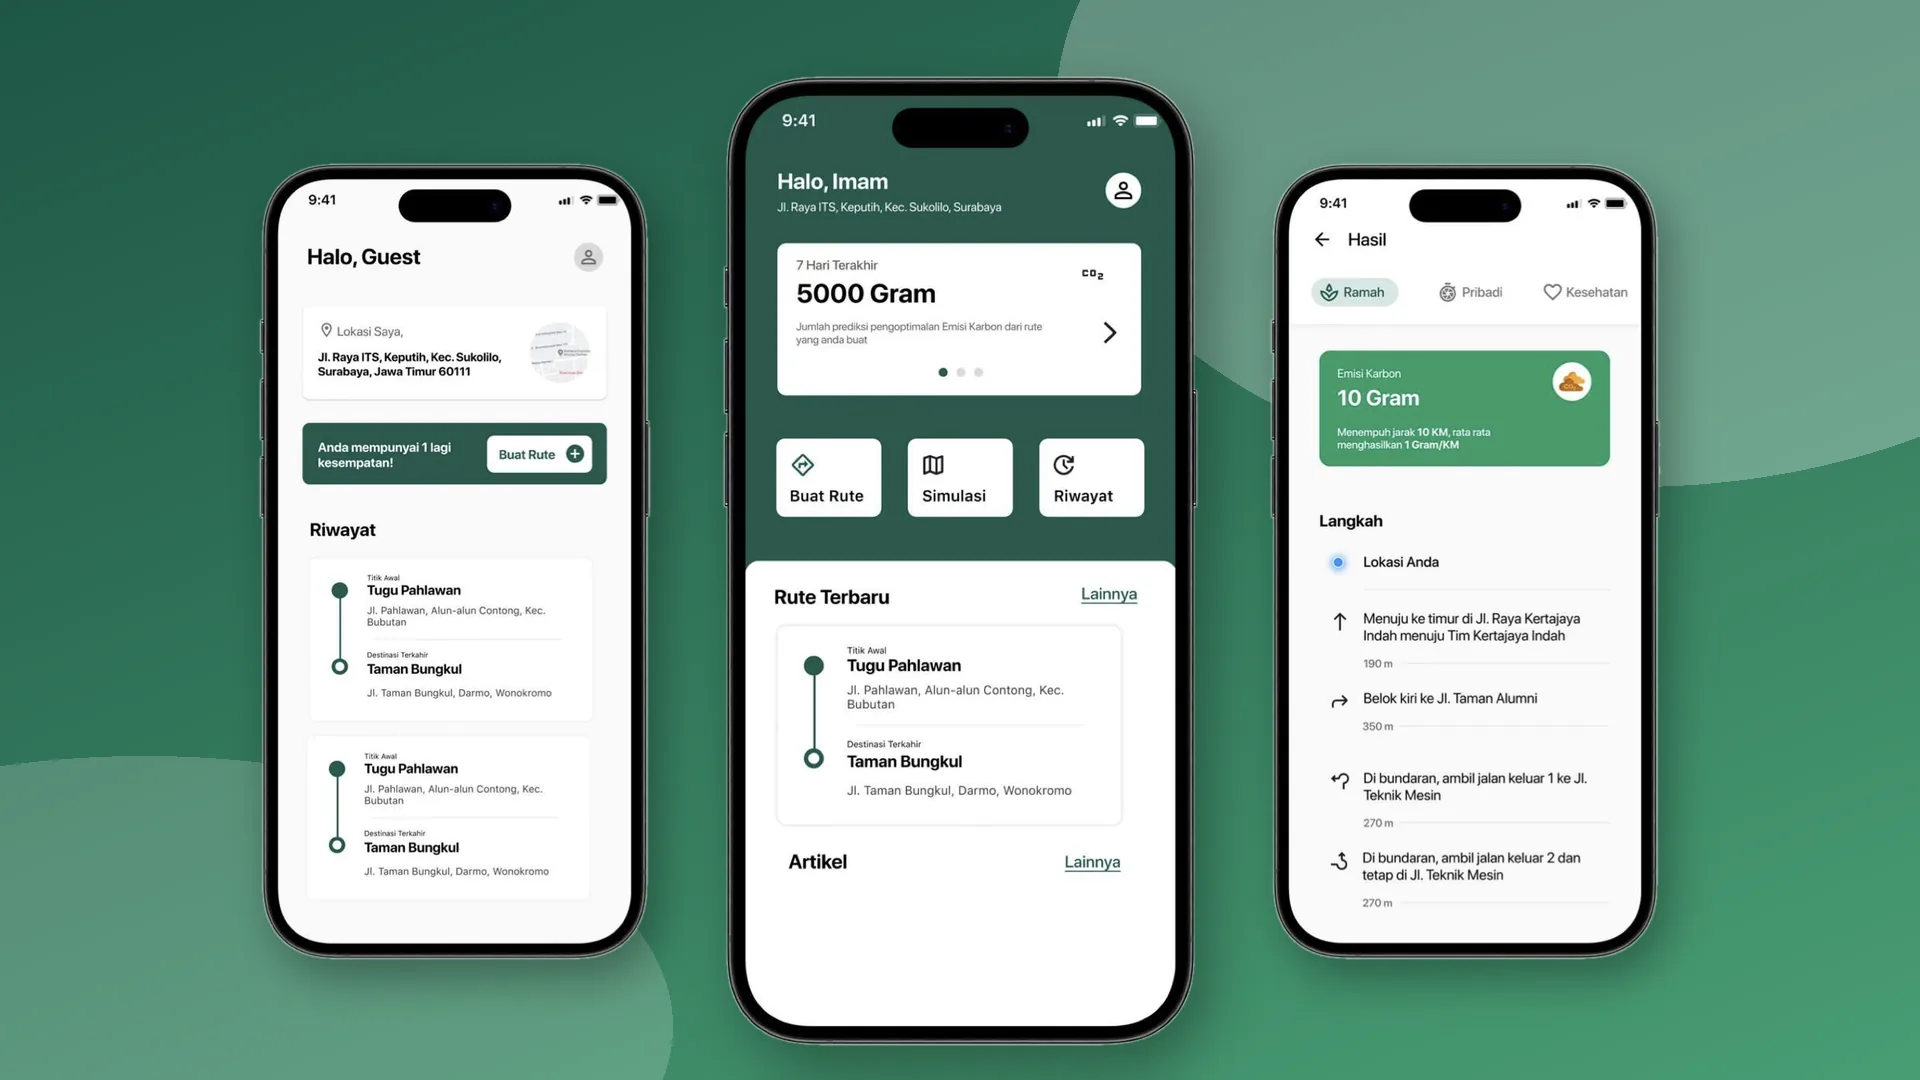 9:41
Halo, Guest
Lokasi Saya,
Jl. Raya ITS, Keputih, Kec. Sukolilo,
Surabaya, Jawa Timur 60111
Anda mempunyai 1 lagi
kesempatan!
Buat Rute
Riwayat
Titik Awal
Tugu Pahlawan
Jl. Pahlawan, Alun-alun Contong, Kec.
Bubutan
Destinasi Terkahir
Taman Bungkul
Jl. Taman Bungkul, Darmo, Wonokromo
Titik Awal
Tugu Pahlawan
Jl. Pahlawan, Alun-alun Contong, Kec.
Bubutan
Destinasi Terkahir
Taman Bungkul
Jl. Taman Bungkul, Darmo, Wonokromo
9:41
Halo, Imam
Jl. Raya ITS, Keputih, Kec. Sukolilo, Surabaya
7 Hari Terakhir
CO2
5000 Gram
Jumlah prediksi pengoptimalan Emisi Karbon dari rute
yang anda buat
Buat Rute
Simulasi
Riwayat
Rute Terbaru
Lainnya
Titik Awal
Tugu Pahlawan
Jl. Pahlawan, Alun-alun Contong, Kec.
Bubutan
Destinasi Terkahir
Taman Bungkul
Jl. Taman Bungkul, Darmo, Wonokromo
Artikel
Lainnya
9:41
Hasil
Ramah
Pribadi
Kesehatan
Emisi Karbon
10 Gram
Menempuh jarak 10 KM, rata rata
menghasilkan 1 Gram/KM
Langkah
Lokasi Anda
Menuju ke timur di Jl. Raya Kertajaya
Indah menuju Tim Kertajaya Indah
190 m
Belok kiri ke Jl. Taman Alumni
350 m
Di bundaran, ambil jalan keluar 1 ke Jl.
Teknik Mesin
270 m
Di bundaran, ambil jalan keluar 2 dan
tetap di Jl. Teknik Mesin
270 m